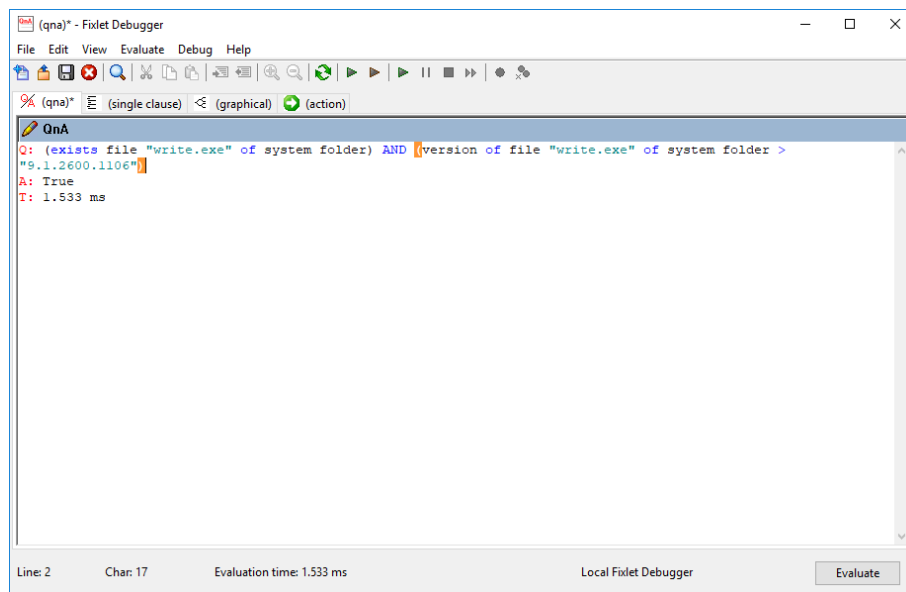 QnA (qna)* - Fixlet Debugger
File Edit View Evaluate Debug Help
(qna)* (single clause) (graphical) (action)
QnA
Q: (exists file "write.exe" of system folder) AND (version of file "write.exe" of system folder >
"9.1.2600.1106")
A: True
T: 1.533 ms
Line: 2 Char: 17 Evaluation time: 1.533 ms Local Fixlet Debugger Evaluate